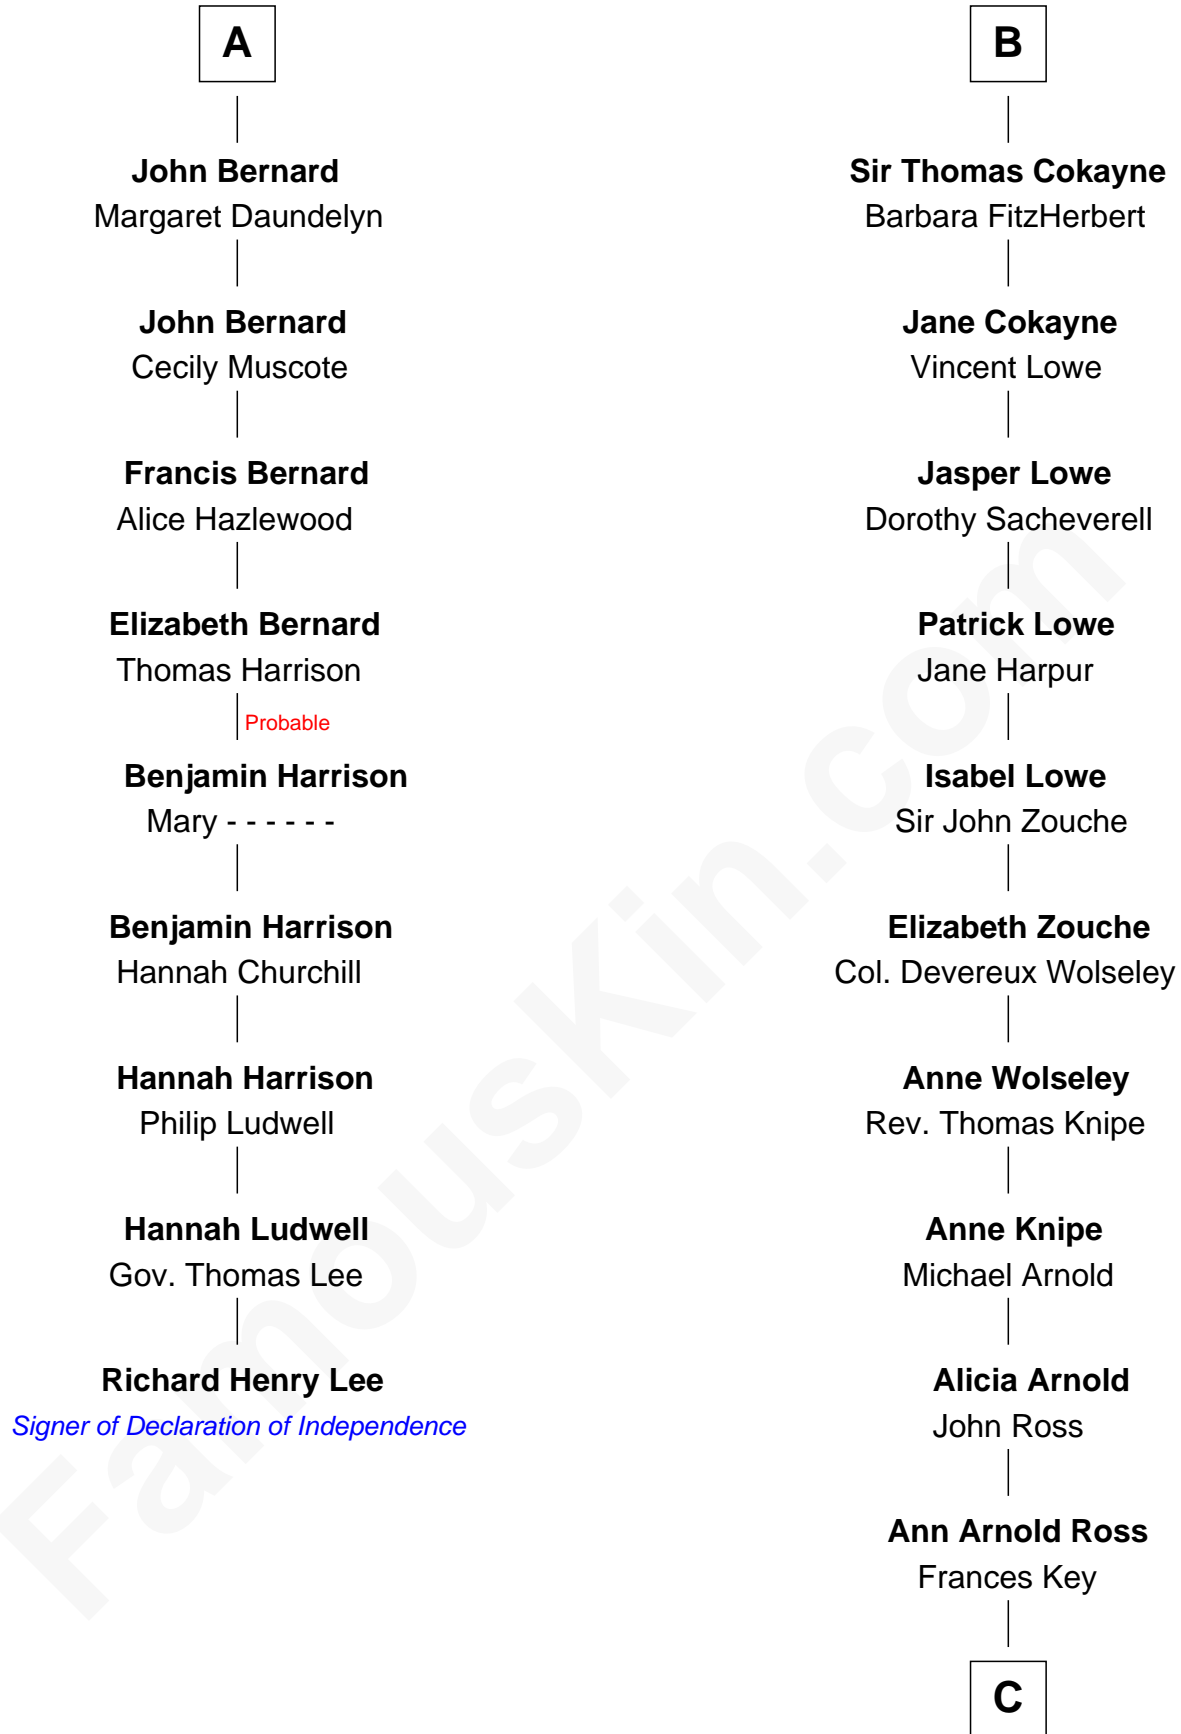 A
John Bernard
Margaret Daundelyn
John Bernard
Cecily Muscote
Francis Bernard
Alice Hazlewood
Elizabeth Bernard
Thomas Harrison
Probable
Benjamin Harrison
Mary - - - - - -
Benjamin Harrison
Hannah Churchill
Hannah Harrison
Philip Ludwell
Hannah Ludwell
Gov. Thomas Lee
Richard Henry Lee
Signer of Declaration of Independence
B
Sir Thomas Cokayne
Barbara FitzHerbert
Jane Cokayne
Vincent Lowe
Jasper Lowe
Dorothy Sacheverell
Patrick Lowe
Jane Harpur
Isabel Lowe
Sir John Zouche
Elizabeth Zouche
Col. Devereux Wolseley
Anne Wolseley
Rev. Thomas Knipe
Anne Knipe
Michael Arnold
Alicia Arnold
John Ross
Ann Arnold Ross
Frances Key
C
FamousKin.com